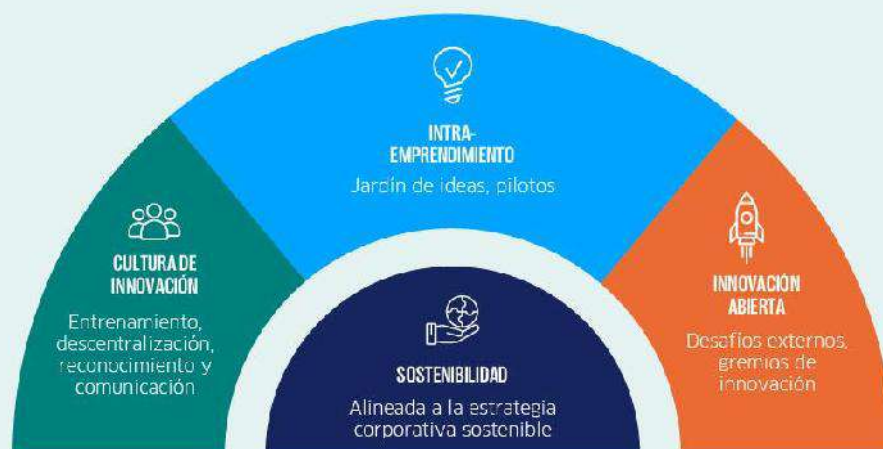 INTRA-
EMPRENDIMIENTO
Jardín de ideas, pilotos
CULTURA DE
INNOVACIÓN
Entrenamiento,
descentralización,
reconocimiento y
comunicación
INNOVACIÓN
ABIERTA
Desafíos externos,
gremios de
innovación
SOSTENIBILIDAD
Alineada a la estrategia
corporativa sostenible